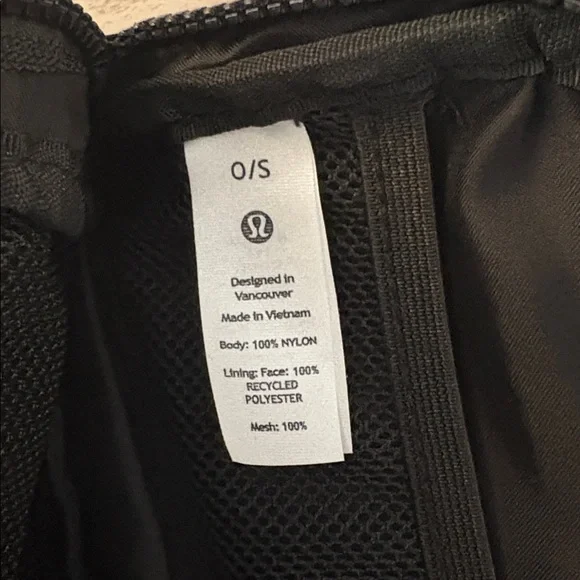 O/S
Designed in
Vancouver
Made in Vietnam
Body: 100% NYLON
Lining: Face: 100%
RECYCLED
POLYESTER
Mesh: 100%